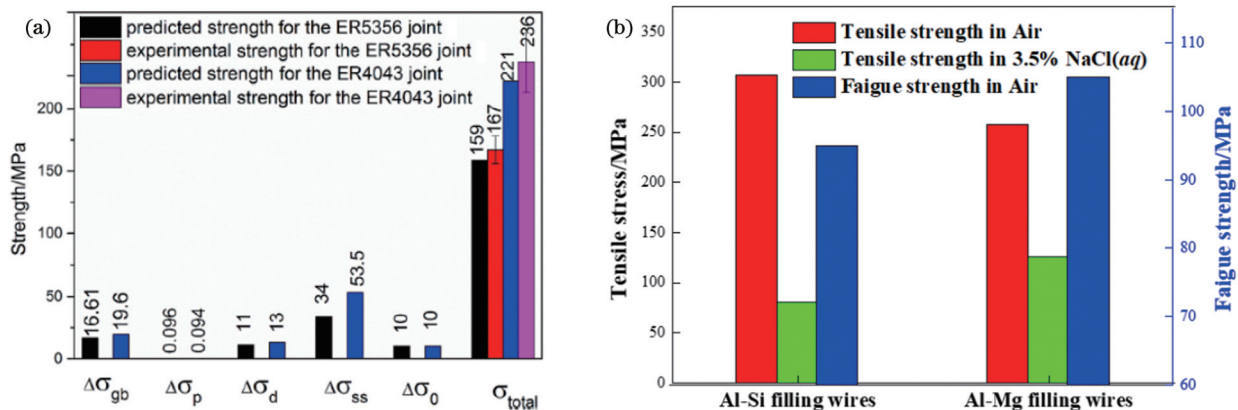 (a)
predicted strength for the ER5356 joint
experimental strength for the ER5356 joint
predicted strength for the ER4043 joint
experimental strength for the ER4043 joint
Strength/MPa
200
150
100
50
0
16.61
19.6
0.096
0.094
11
13
34
53.5
10
10
159
167
221
236
Δσgb
Δσp
Δσd
Δσss
Δσ0
σtotal
(b)
Tensile strength in Air
Tensile strength in 3.5% NaCl(aq)
Faigue strength in Air
Tensile stress/MPa
350
300
250
200
150
100
50
0
Faigue strength/MPa
110
100
90
80
70
60
Al-Si filling wires
Al-Mg filling wires